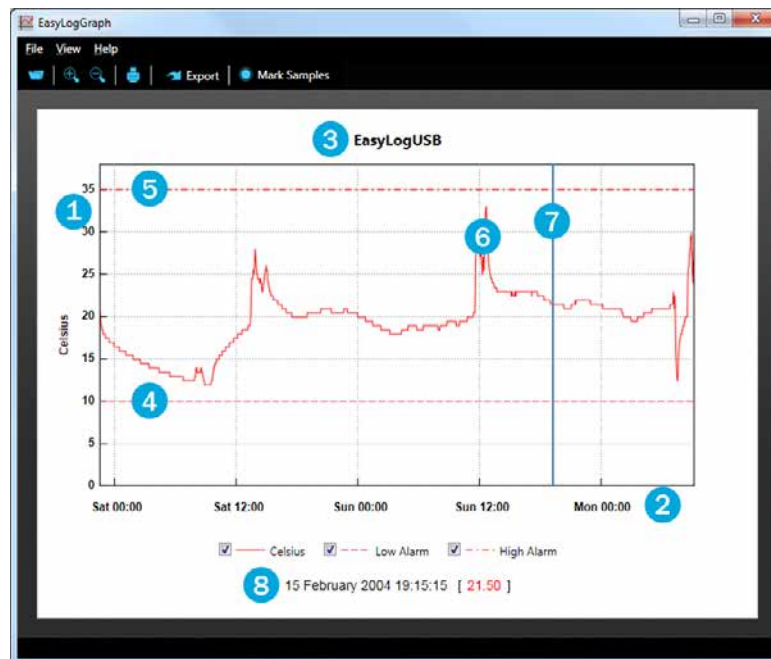 EasyLogGraph
File View Help
Export Mark Samples
3 EasyLogUSB
35
5
1
30
6
7
25
20
Celsius
15
4
10
5
0
Sat 00:00 Sat 12:00 Sun 00:00 Sun 12:00 Mon 00:00
2
Celsius Low Alarm High Alarm
8 15 February 2004 19:15:15 [ 21.50 ]